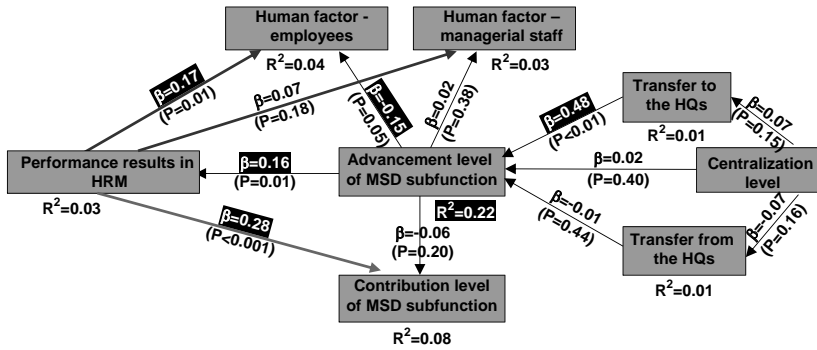 Human factor -
employees
R²=0.04
Human factor –
managerial staff
R²=0.03
β=0.17
(P=0.01)
β=0.07
(P=0.18)
β=-0.15
(P=0.05)
β=0.02
(P=0.38)
β=0.48
(P<0.01)
Transfer to
the HQs
R²=0.01
β=0.07
(P=0.15)
Performance results in
HRM
R²=0.03
β=0.16
(P=0.01)
Advancement level
of MSD subfunction
R²=0.22
β=0.02
(P=0.40)
Centralization
level
β=-0.07
(P=0.16)
β=-0.01
(P=0.44)
Transfer from
the HQs
R²=0.01
β=0.28
(P<0.001)
β=-0.06
(P=0.20)
Contribution level
of MSD subfunction
R²=0.08